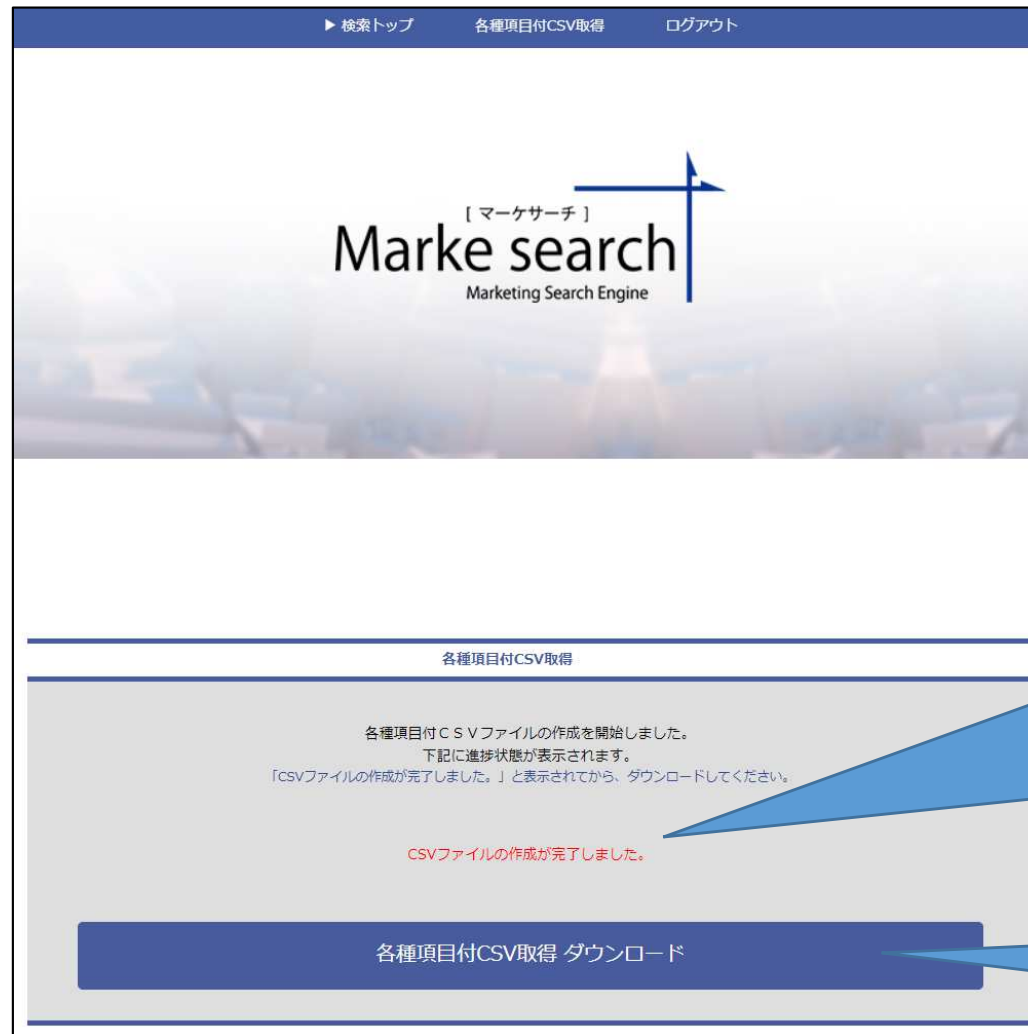 ▶ 検索トップ 各種項目付CSV取得 ログアウト
[ マーケサーチ ]
Marke search
Marketing Search Engine
各種項目付CSV取得
各種項目付ＣＳＶファイルの作成を開始しました。
下記に進捗状態が表示されます。
「CSVファイルの作成が完了しました。」と表示されてから、ダウンロードしてください。
CSVファイルの作成が完了しました。
各種項目付CSV取得 ダウンロード